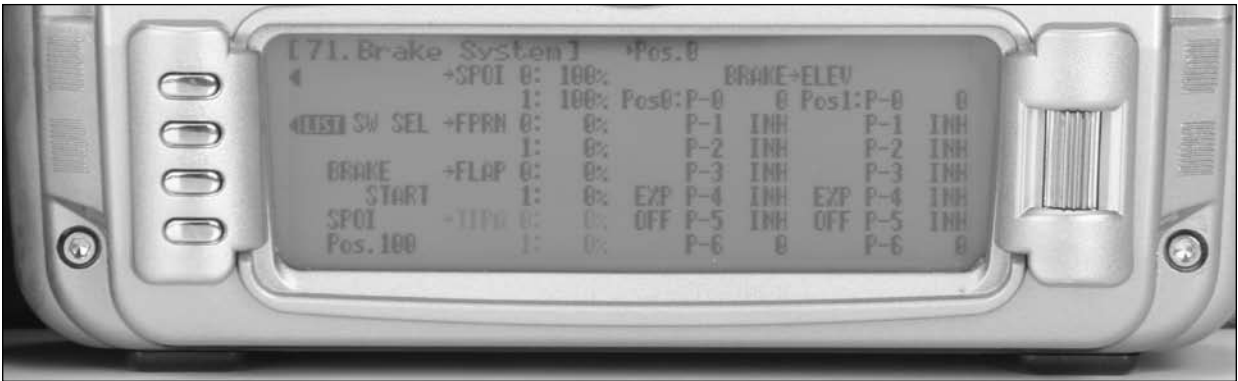 [71.Brake System] →Pos.0
→SPOI 0: 100% BRAKE→ELEV
1: 100% Pos0:P-0 0 Pos1:P-0 0
LIST SW SEL →FPRN 0: 0% P-1 INH P-1 INH
1: 0% P-2 INH P-2 INH
BRAKE →FLAP 0: 0% P-3 INH P-3 INH
START 1: 0% EXP P-4 INH EXP P-4 INH
SPOI →TIPA 0: 0% OFF P-5 INH OFF P-5 INH
Pos.100 1: 0% P-6 0 P-6 0